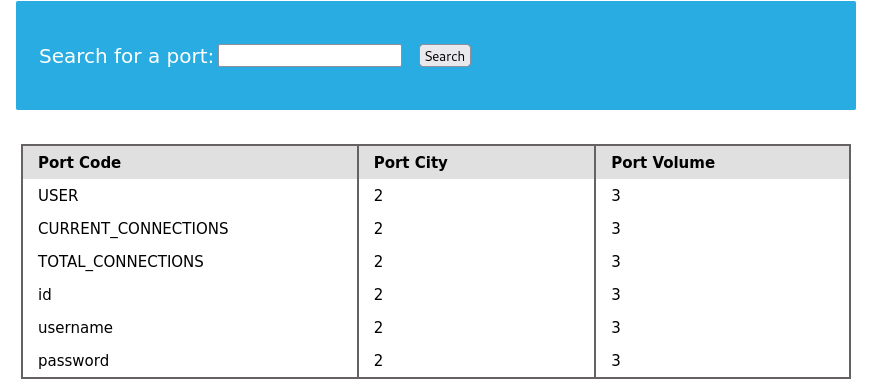 Search for a port: Search
Port Code Port City Port Volume
USER 2 3
CURRENT_CONNECTIONS 2 3
TOTAL_CONNECTIONS 2 3
id 2 3
username 2 3
password 2 3